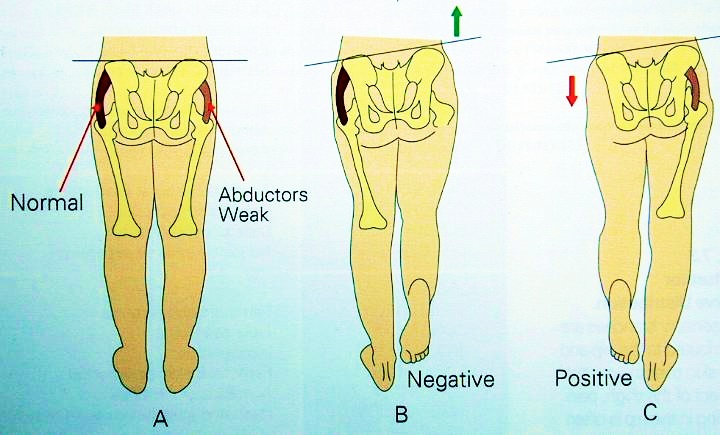 Normal
Abductors
Weak
Negative
Positive
A
B
C